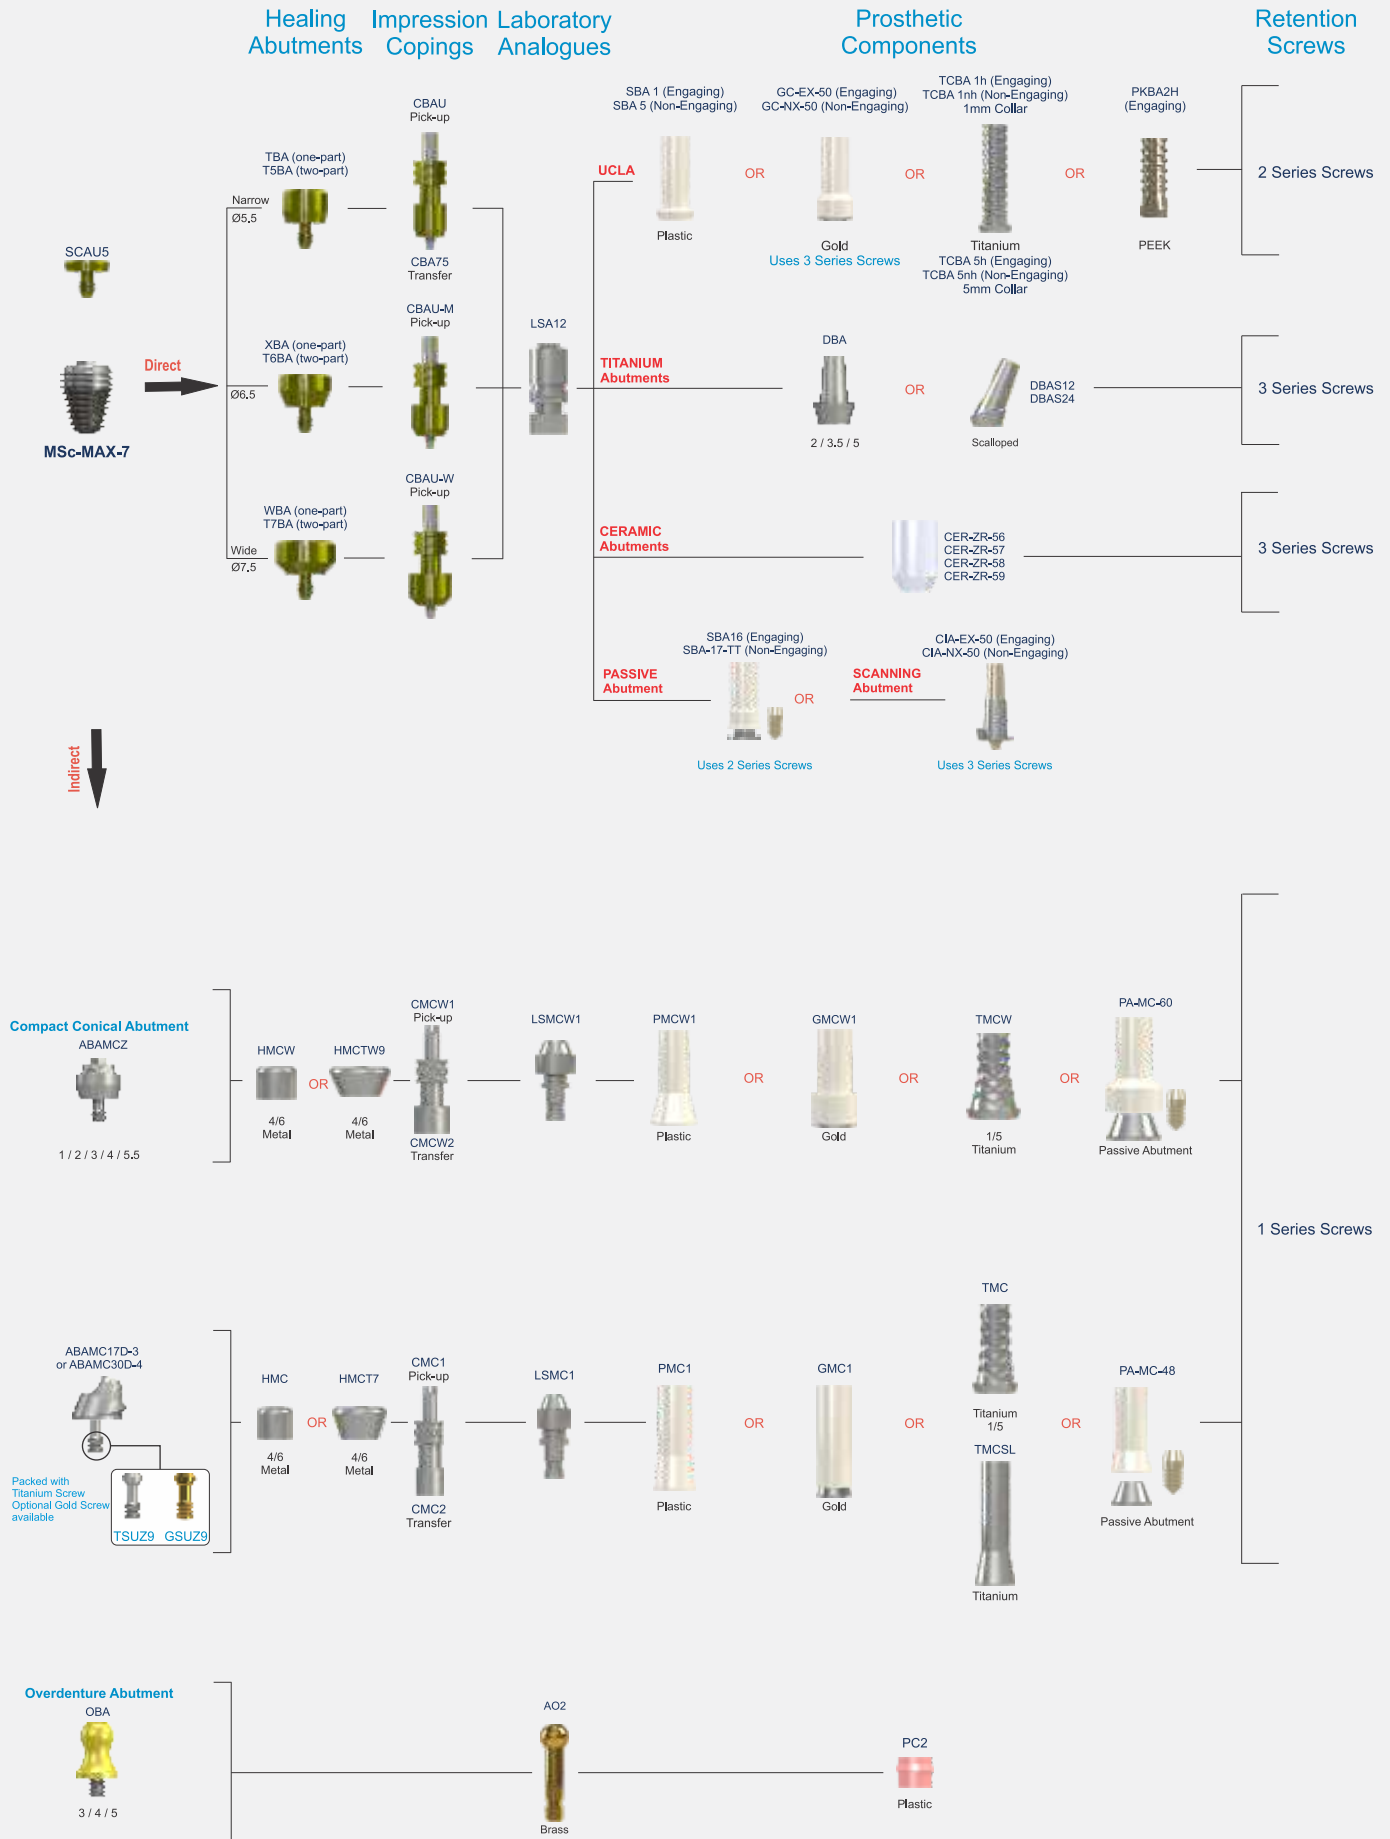 Healing
Abutments
Impression
Copings
Laboratory
Analogues
Prosthetic
Components
Retention
Screws
SCAU5
MSc-MAX-7
Direct
Narrow
Ø5.5
TBA (one-part)
T5BA (two-part)
CBAU
Pick-up
CBA75
Transfer
Ø6.5
XBA (one-part)
T6BA (two-part)
CBAU-M
Pick-up
Wide
Ø7.5
WBA (one-part)
T7BA (two-part)
CBAU-W
Pick-up
LSA12
UCLA
SBA 1 (Engaging)
SBA 5 (Non-Engaging)
Plastic
OR
GC-EX-50 (Engaging)
GC-NX-50 (Non-Engaging)
Gold
Uses 3 Series Screws
OR
TCBA 1h (Engaging)
TCBA 1nh (Non-Engaging)
1mm Collar
Titanium
TCBA 5h (Engaging)
TCBA 5nh (Non-Engaging)
5mm Collar
OR
PKBA2H
(Engaging)
PEEK
2 Series Screws
TITANIUM
Abutments
DBA
2 / 3.5 / 5
OR
DBAS12
DBAS24
Scalloped
3 Series Screws
CERAMIC
Abutments
CER-ZR-56
CER-ZR-57
CER-ZR-58
CER-ZR-59
3 Series Screws
PASSIVE
Abutment
SBA16 (Engaging)
SBA-17-TT (Non-Engaging)
Uses 2 Series Screws
OR
SCANNING
Abutment
CIA-EX-50 (Engaging)
CIA-NX-50 (Non-Engaging)
Uses 3 Series Screws
Indirect
Compact Conical Abutment
ABAMCZ
1 / 2 / 3 / 4 / 5.5
HMCW
4/6
Metal
OR
HMCTW9
4/6
Metal
CMCW1
Pick-up
CMCW2
Transfer
LSMCW1
PMCW1
Plastic
OR
GMCW1
Gold
OR
TMCW
1/5
Titanium
OR
PA-MC-60
Passive Abutment
1 Series Screws
ABAMC17D-3
or ABAMC30D-4
Packed with
Titanium Screw
Optional Gold Screw
available
TSUZ9
GSUZ9
HMC
4/6
Metal
OR
HMCT7
4/6
Metal
CMC1
Pick-up
CMC2
Transfer
LSMC1
PMC1
Plastic
OR
GMC1
Gold
OR
TMC
Titanium
1/5
TMCSL
Titanium
OR
PA-MC-48
Passive Abutment
Overdenture Abutment
OBA
3 / 4 / 5
AO2
Brass
PC2
Plastic